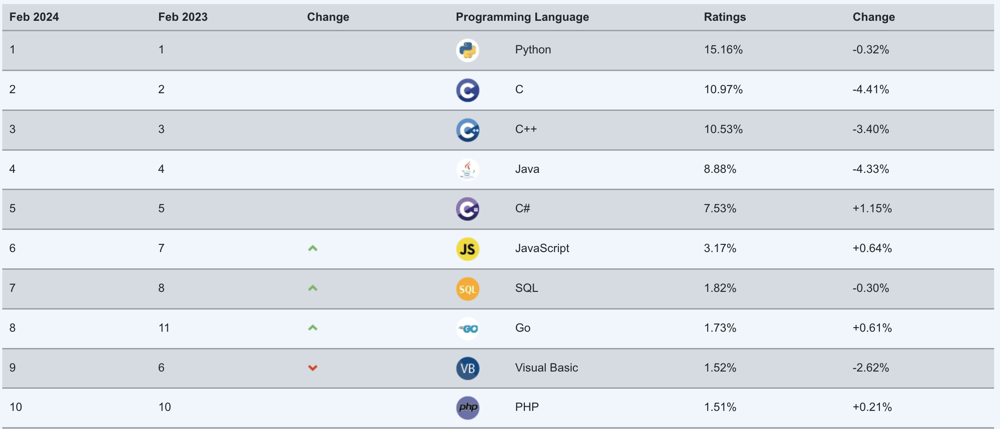 Feb 2024 Feb 2023 Change Programming Language Ratings Change
1 1 Python 15.16% -0.32%
2 2 C C 10.97% -4.41%
3 3 C++ C++ 10.53% -3.40%
4 4 Java 8.88% -4.33%
5 5 C# C# 7.53% +1.15%
6 7 JS JavaScript 3.17% +0.64%
7 8 SQL SQL 1.82% -0.30%
8 11 GO Go 1.73% +0.61%
9 6 VB Visual Basic 1.52% -2.62%
10 10 php PHP 1.51% +0.21%